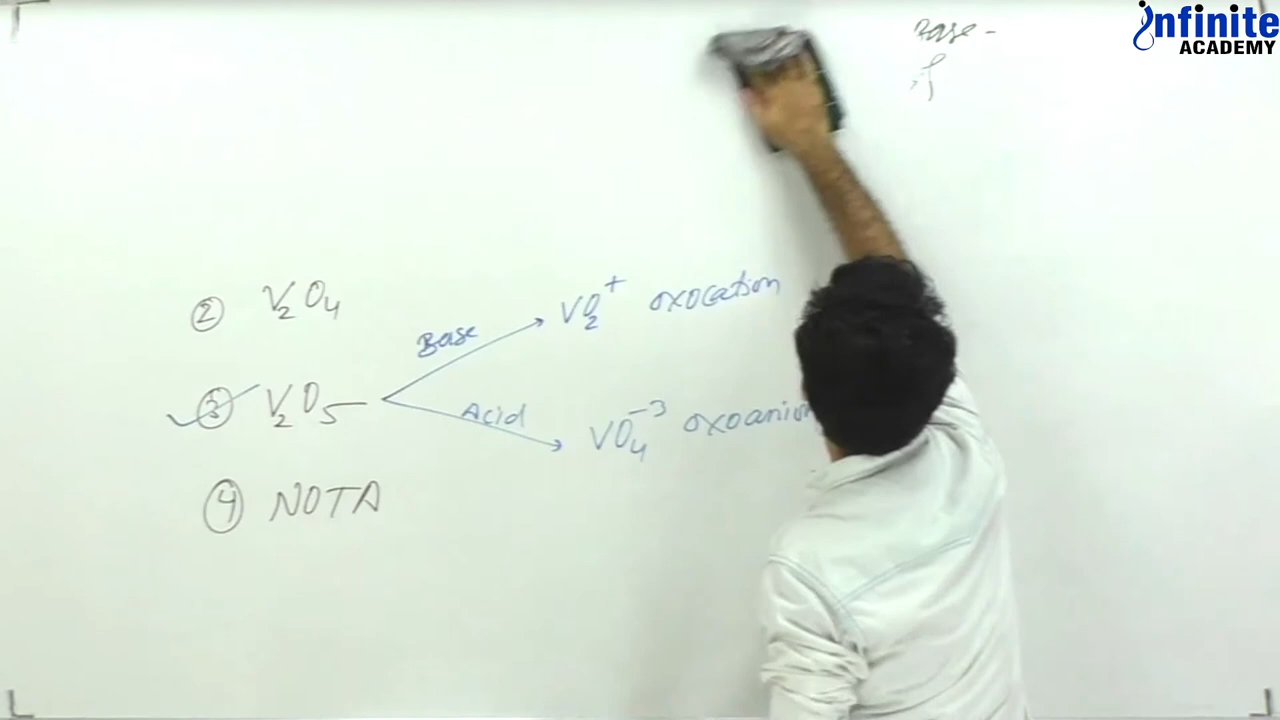 infinite
ACADEMY
Base -
② V₂O₄
Base VO₂⁺ oxocation
③ V₂O₅
Acid VO₄⁻³ oxoanion
④ NOTA